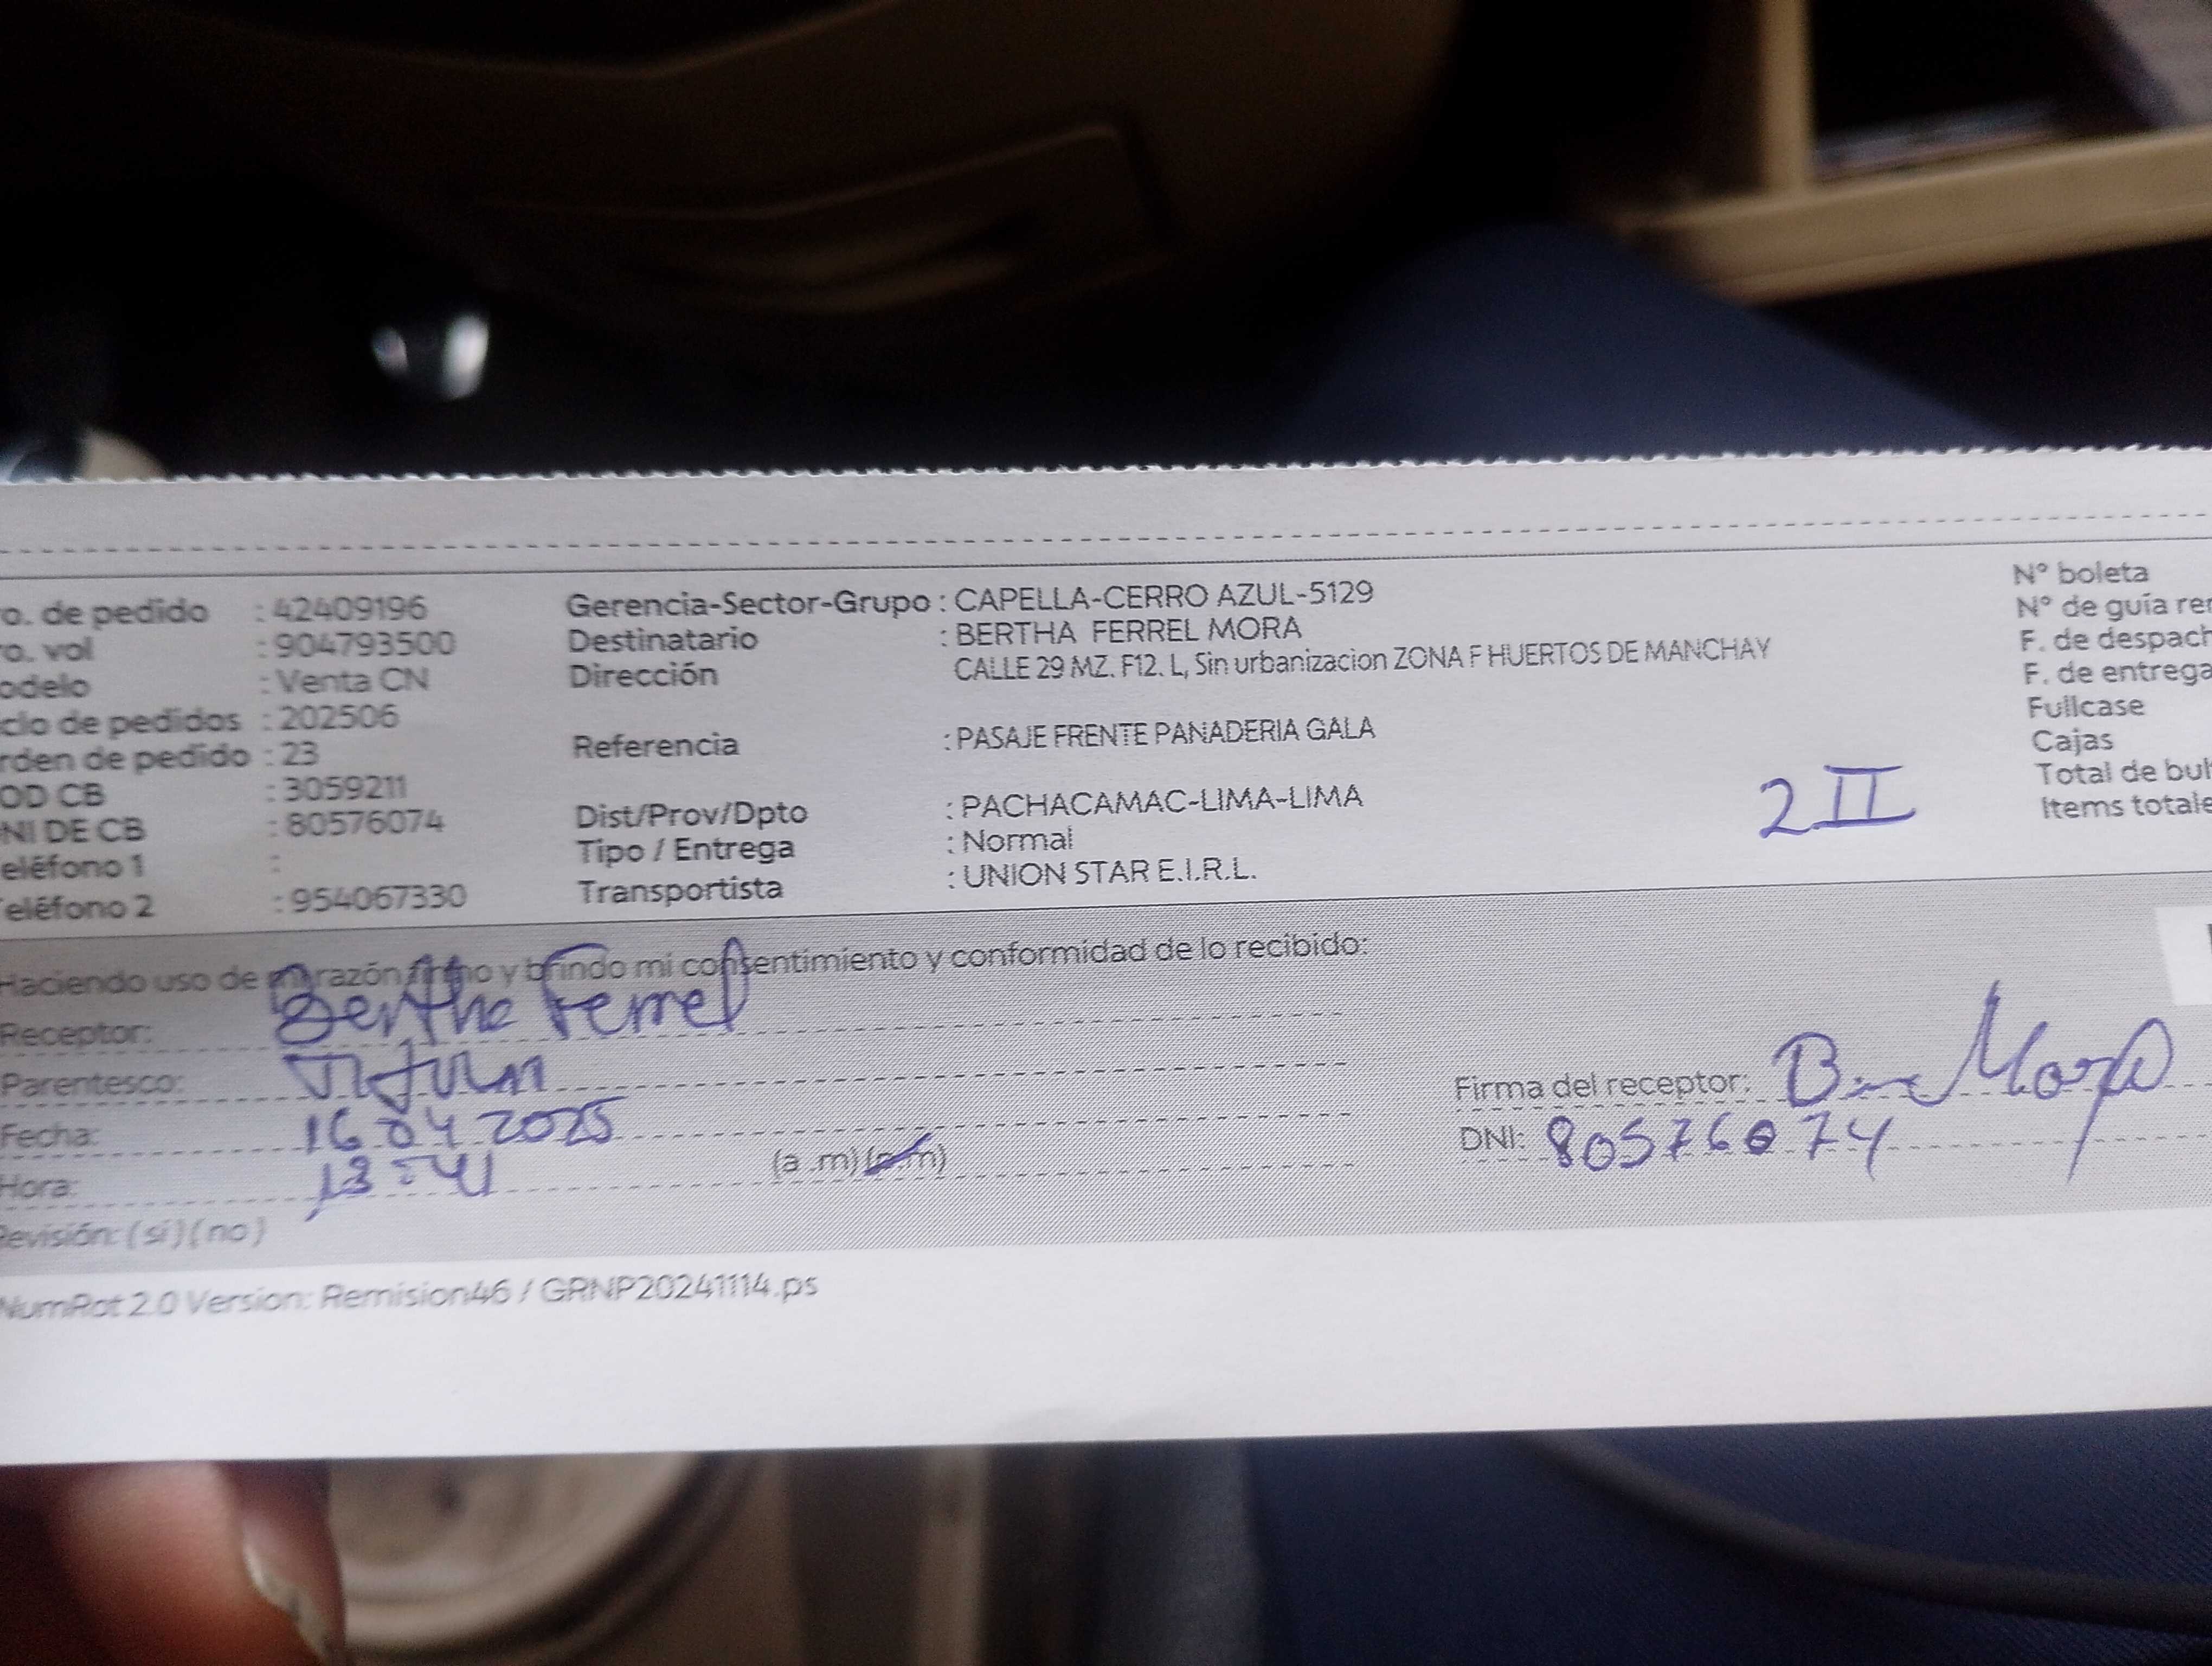 o. de pedido : 42409196 Gerencia-Sector-Grupo : CAPELLA-CERRO AZUL-5129 N° boleta
o. vol : 904793500 Destinatario : BERTHA FERREL MORA N° de guía rer
odelo : Venta CN Dirección CALLE 29 MZ. F12. L, Sin urbanizacion ZONA F HUERTOS DE MANCHAY F. de despach
clo de pedidos : 202506 F. de entrega
rden de pedido : 23 Referencia : PASAJE FRENTE PANADERIA GALA Fullcase
OD CB : 3059211 Cajas
NI DE CB : 80576074 Dist/Prov/Dpto : PACHACAMAC-LIMA-LIMA 2 II Total de bul
eléfono 1 : Tipo / Entrega : Normal Items totale
eléfono 2 : 954067330 Transportista : UNION STAR E.I.R.L.
Haciendo uso de mi razón firmo y brindo mi consentimiento y conformidad de lo recibido:
Receptor: Bertha Ferrel
Parentesco:
Fecha: 16 04 2025 Firma del receptor: B Mora
Hora: 13:41 (a.m) (p.m) DNI: 80576074
Revisión: (si) (no)
NumRot 2.0 Version: Remision46 / GRNP20241114.ps